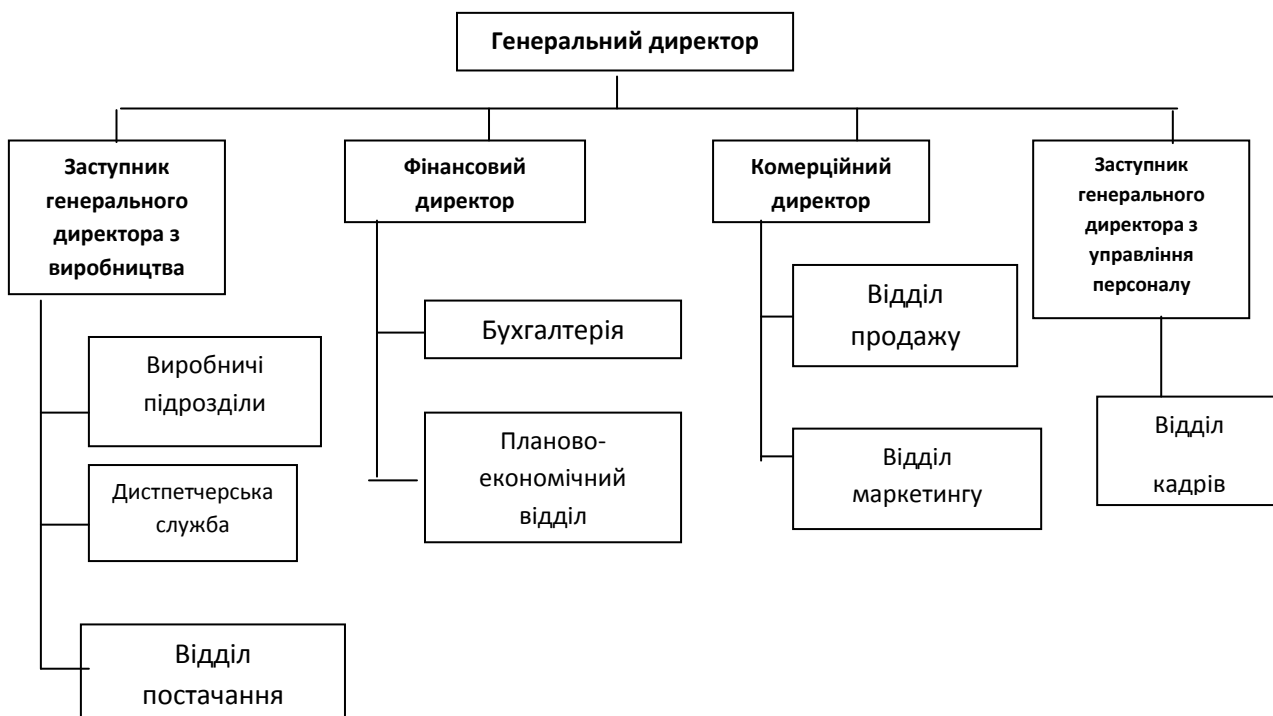 Генеральний директор
Заступник
генерального
директора з
виробництва
Фінансовий
директор
Комерційний
директор
Заступник
генерального
директора з
управління
персоналу
Виробничі
підрозділи
Дистпетчерська
служба
Відділ
постачання
Бухгалтерія
Планово-
економічний
відділ
Відділ
продажу
Відділ
маркетингу
Відділ
кадрів